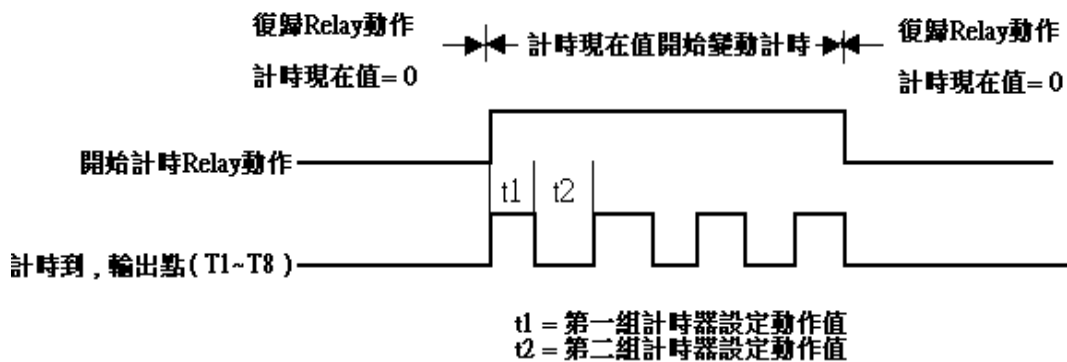 復歸Relay動作
計時現在值= 0
計時現在值開始變動計時
復歸Relay動作
計時現在值= 0
開始計時Relay動作
t1
t2
計時到 , 輸出點( T1~T8 )
t1 = 第一組計時器設定動作值
t2 = 第二組計時器設定動作值